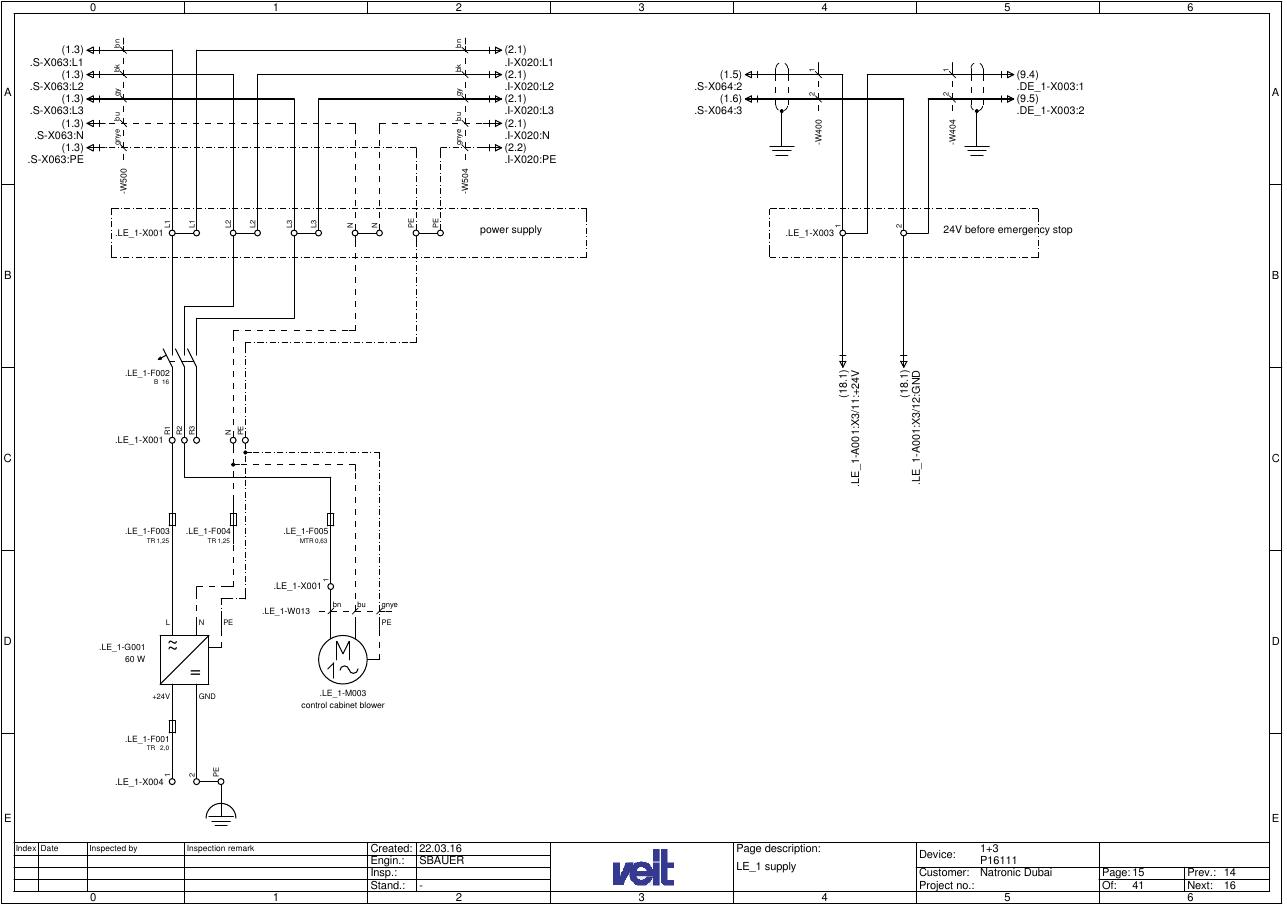 0 1 2 3 4 5 6
(1.3) bn bn (2.1)
.S-X063:L1 .I-X020:L1
(1.3) bk bk (2.1)
.S-X063:L2 .I-X020:L2
(1.3) gy gy (2.1)
.S-X063:L3 .I-X020:L3
(1.3) bu bu (2.1)
.S-X063:N .I-X020:N
(1.3) gnye gnye (2.2)
.S-X063:PE .I-X020:PE
-W500 -W504
(1.5) 1 1 (9.4)
.S-X064:2 .DE_1-X003:1
(1.6) 2 2 (9.5)
.S-X064:3 .DE_1-X003:2
-W400 -W404
A A
L1 L1 L2 L2 L3 L3 N N PE PE
.LE_1-X001 power supply
1 2
.LE_1-X003 24V before emergency stop
B B
.LE_1-F002
B 16
(18.1)
.LE_1-A001:X3/11:+24V
(18.1)
.LE_1-A001:X3/12:GND
R1 R2 R3 N PE
.LE_1-X001
C C
.LE_1-F003 .LE_1-F004 .LE_1-F005
TR 1,25 TR 1,25 MTR 0,63
.LE_1-X001 1
.LE_1-W013 bn bu gnye
L N PE PE
D D
.LE_1-G001
60 W
M
1
+24V GND
.LE_1-M003
control cabinet blower
.LE_1-F001
TR 2,0
.LE_1-X004 1 2 PE
E E
Index Date Inspected by Inspection remark
Created: 22.03.16
Engin.: SBAUER
Insp.:
Stand.: -
veit
Page description:
LE_1 supply
Device: 1+3
P16111
Customer: Natronic Dubai
Project no.:
Page: 15 Prev.: 14
Of: 41 Next: 16
0 1 2 3 4 5 6